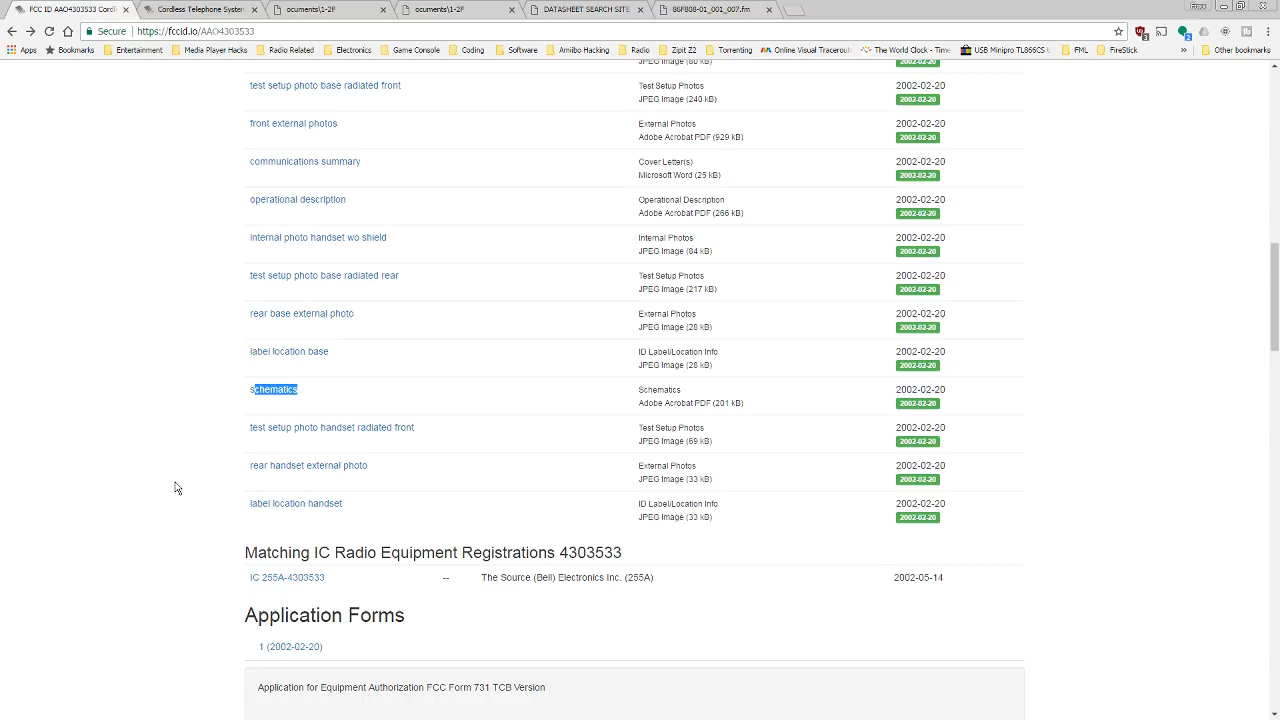 FCC ID AAO4303533 Cordl
Cordless Telephone System
ocuments\1-2F
ocuments\1-2F
DATASHEET SEARCH SITE
86F808-01_001_007.fm
Secure
https://fccid.io/AAO4303533
Apps
Bookmarks
Entertainment
Media Player Hacks
Radio Related
Electronics
Game Console
Coding
Software
Amiibo Hacking
Radio
Zipit Z2
Torrenting
Online Visual Tracerout
The World Clock - Time
USB Minipro TL866CS
FML
FireStick
»
Other bookmarks
JPEG Image (80 kB)
2002-02-20
test setup photo base radiated front
Test Setup Photos
2002-02-20
JPEG Image (240 kB)
2002-02-20
front external photos
External Photos
2002-02-20
Adobe Acrobat PDF (929 kB)
2002-02-20
communications summary
Cover Letter(s)
2002-02-20
Microsoft Word (25 kB)
2002-02-20
operational description
Operational Description
2002-02-20
Adobe Acrobat PDF (266 kB)
2002-02-20
internal photo handset wo shield
Internal Photos
2002-02-20
JPEG Image (84 kB)
2002-02-20
test setup photo base radiated rear
Test Setup Photos
2002-02-20
JPEG Image (217 kB)
2002-02-20
rear base external photo
External Photos
2002-02-20
JPEG Image (28 kB)
2002-02-20
label location base
ID Label/Location Info
2002-02-20
JPEG Image (28 kB)
2002-02-20
schematics
Schematics
2002-02-20
Adobe Acrobat PDF (201 kB)
2002-02-20
test setup photo handset radiated front
Test Setup Photos
2002-02-20
JPEG Image (69 kB)
2002-02-20
rear handset external photo
External Photos
2002-02-20
JPEG Image (33 kB)
2002-02-20
label location handset
ID Label/Location Info
2002-02-20
JPEG Image (33 kB)
2002-02-20
Matching IC Radio Equipment Registrations 4303533
IC 255A-4303533
--
The Source (Bell) Electronics Inc. (255A)
2002-05-14
Application Forms
1 (2002-02-20)
Application for Equipment Authorization FCC Form 731 TCB Version